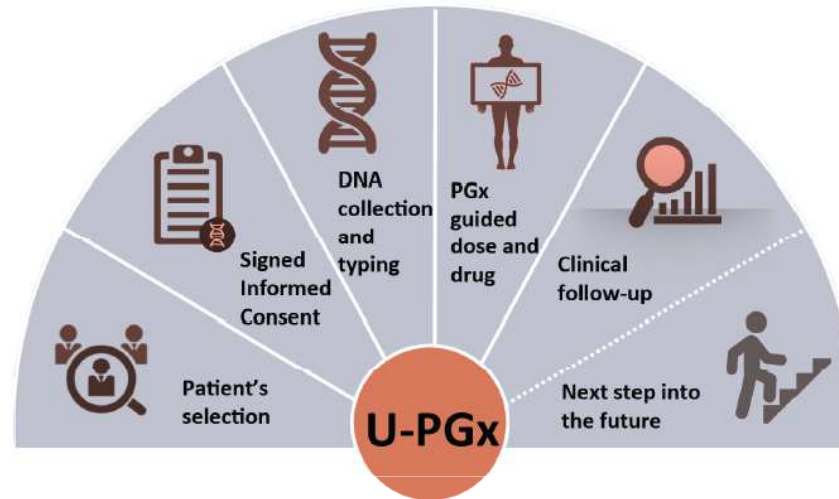 Patient's
selection
Signed
Informed
Consent
DNA
collection
and
typing
PGx
guided
dose and
drug
Clinical
follow-up
Next step into
the future
U-PGx